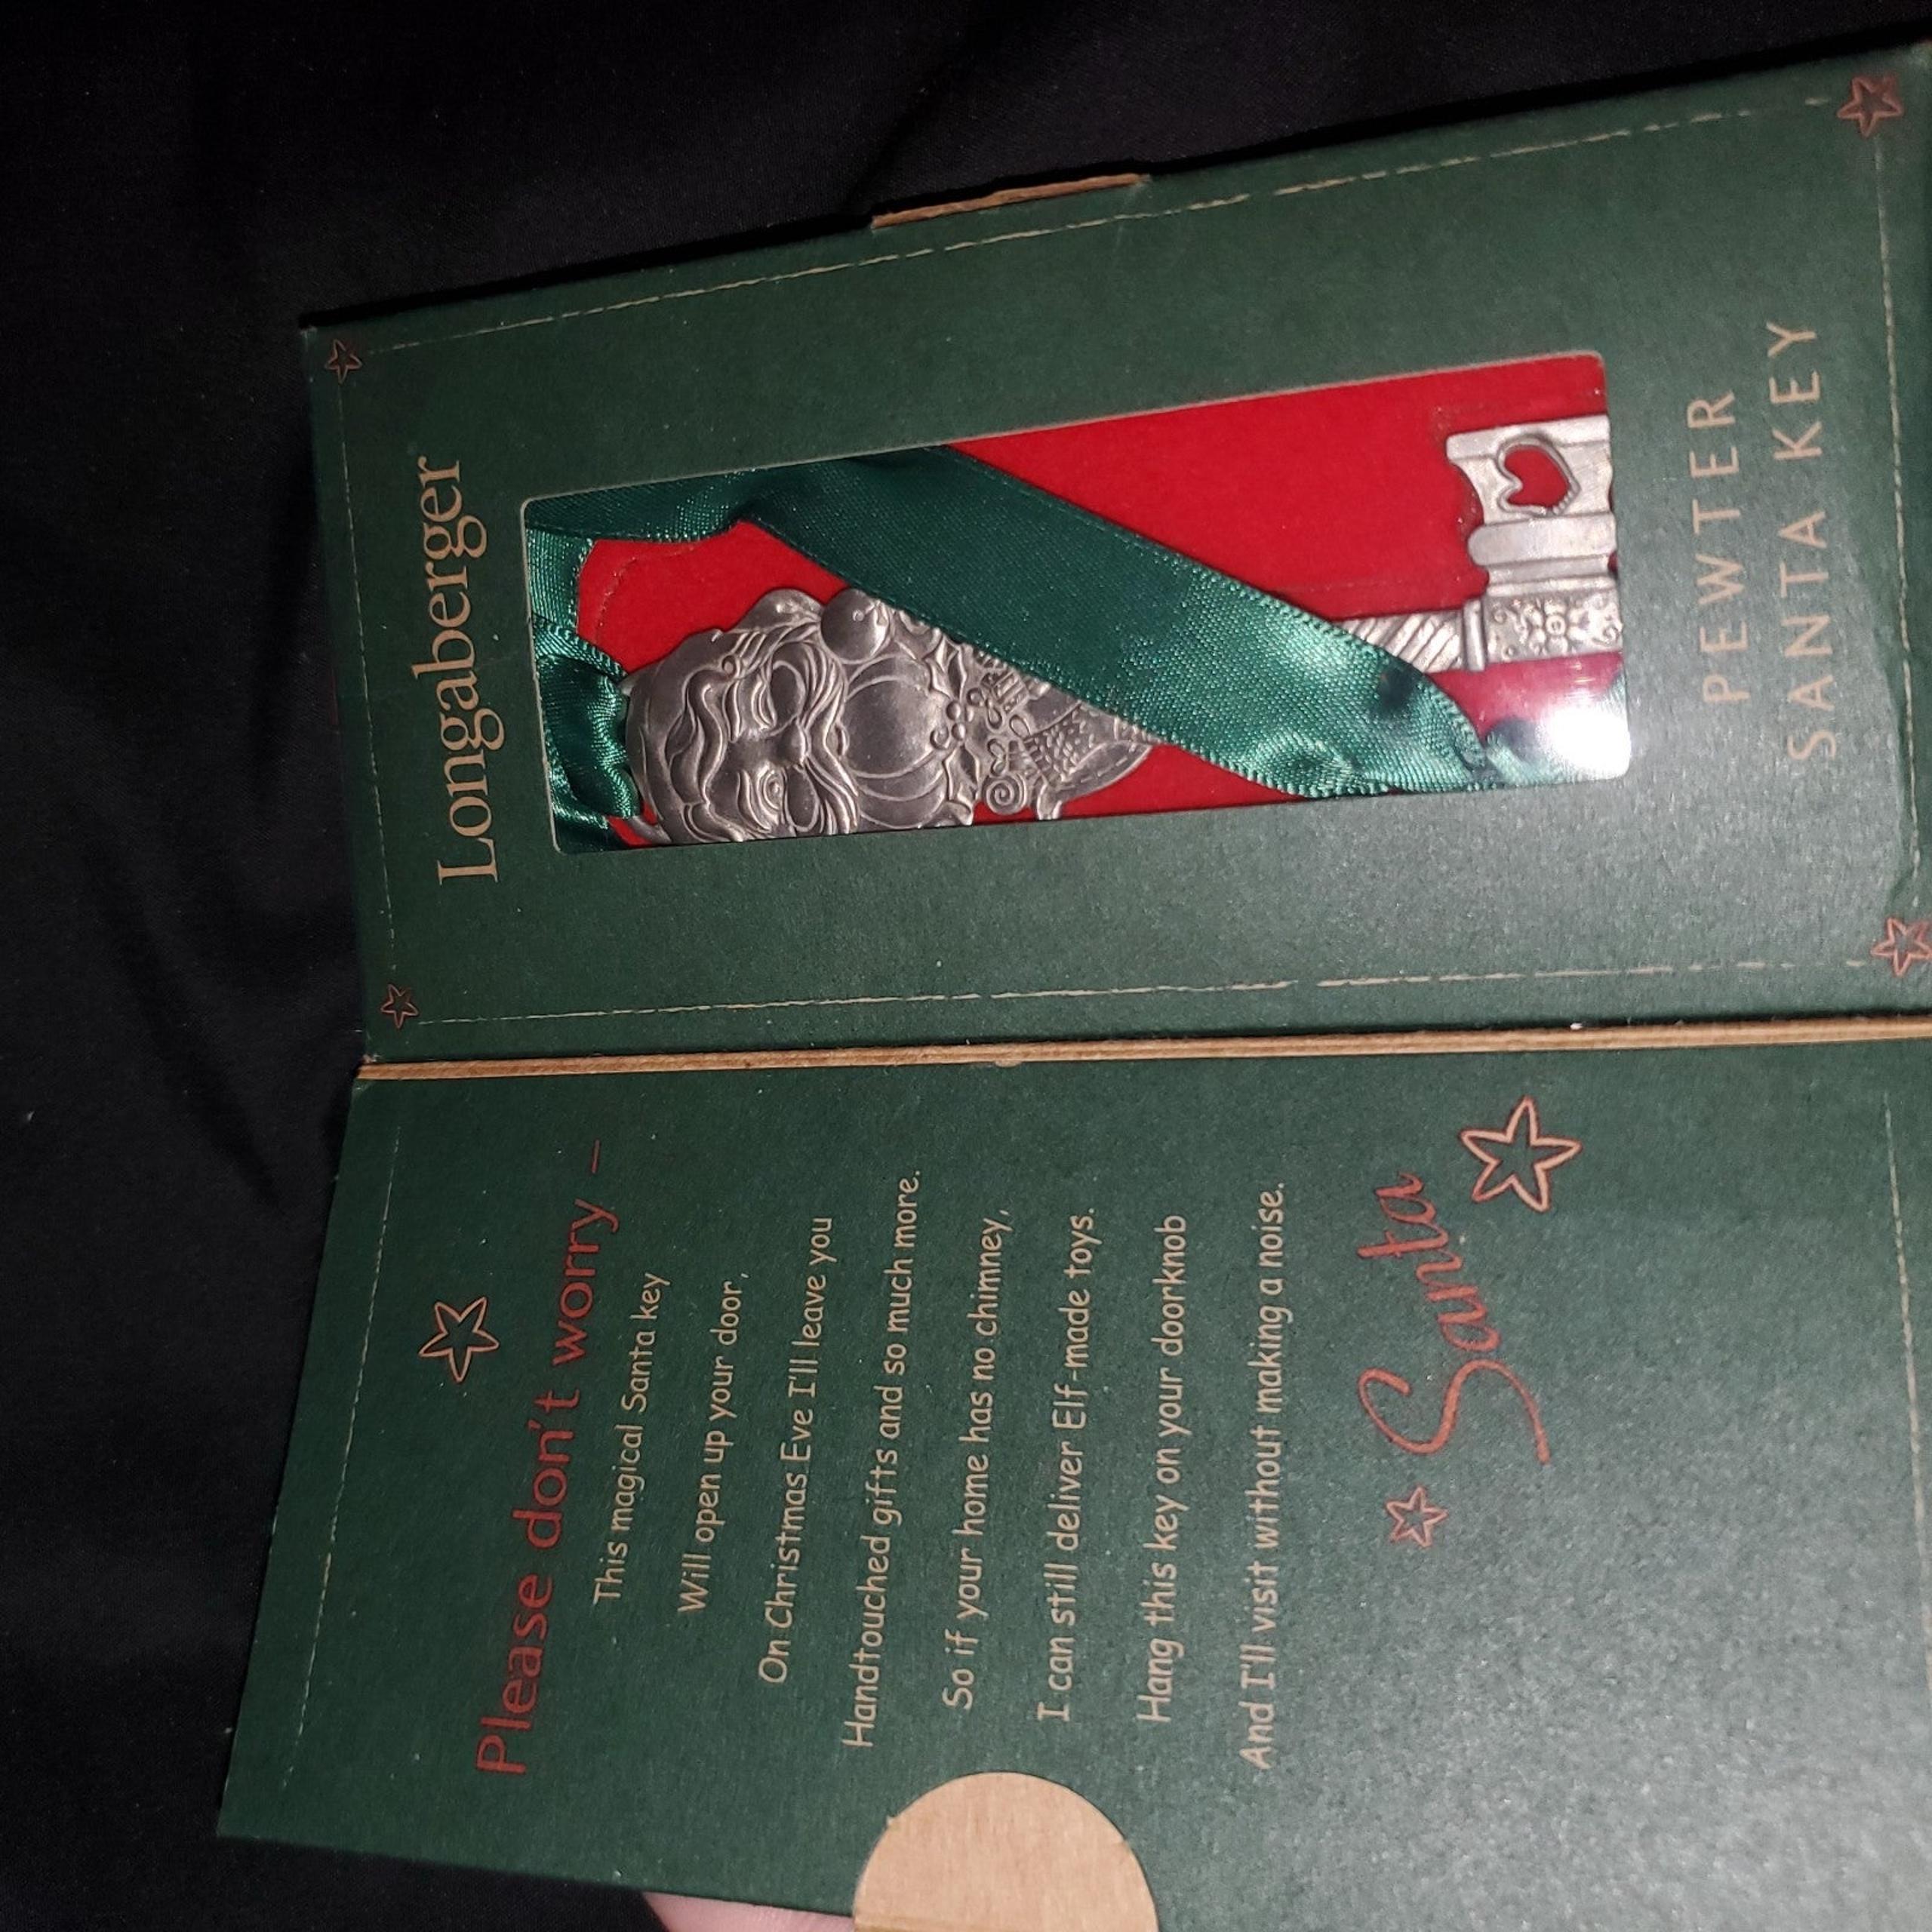 Longaberger
PEWTER
SANTA KEY
Please don't worry –
This magical Santa key
Will open up your door,
On Christmas Eve I'll leave you
Handtouched gifts and so much more.
So if your home has no chimney,
I can still deliver Elf-made toys.
Hang this key on your doorknob
And I'll visit without making a noise.
Santa